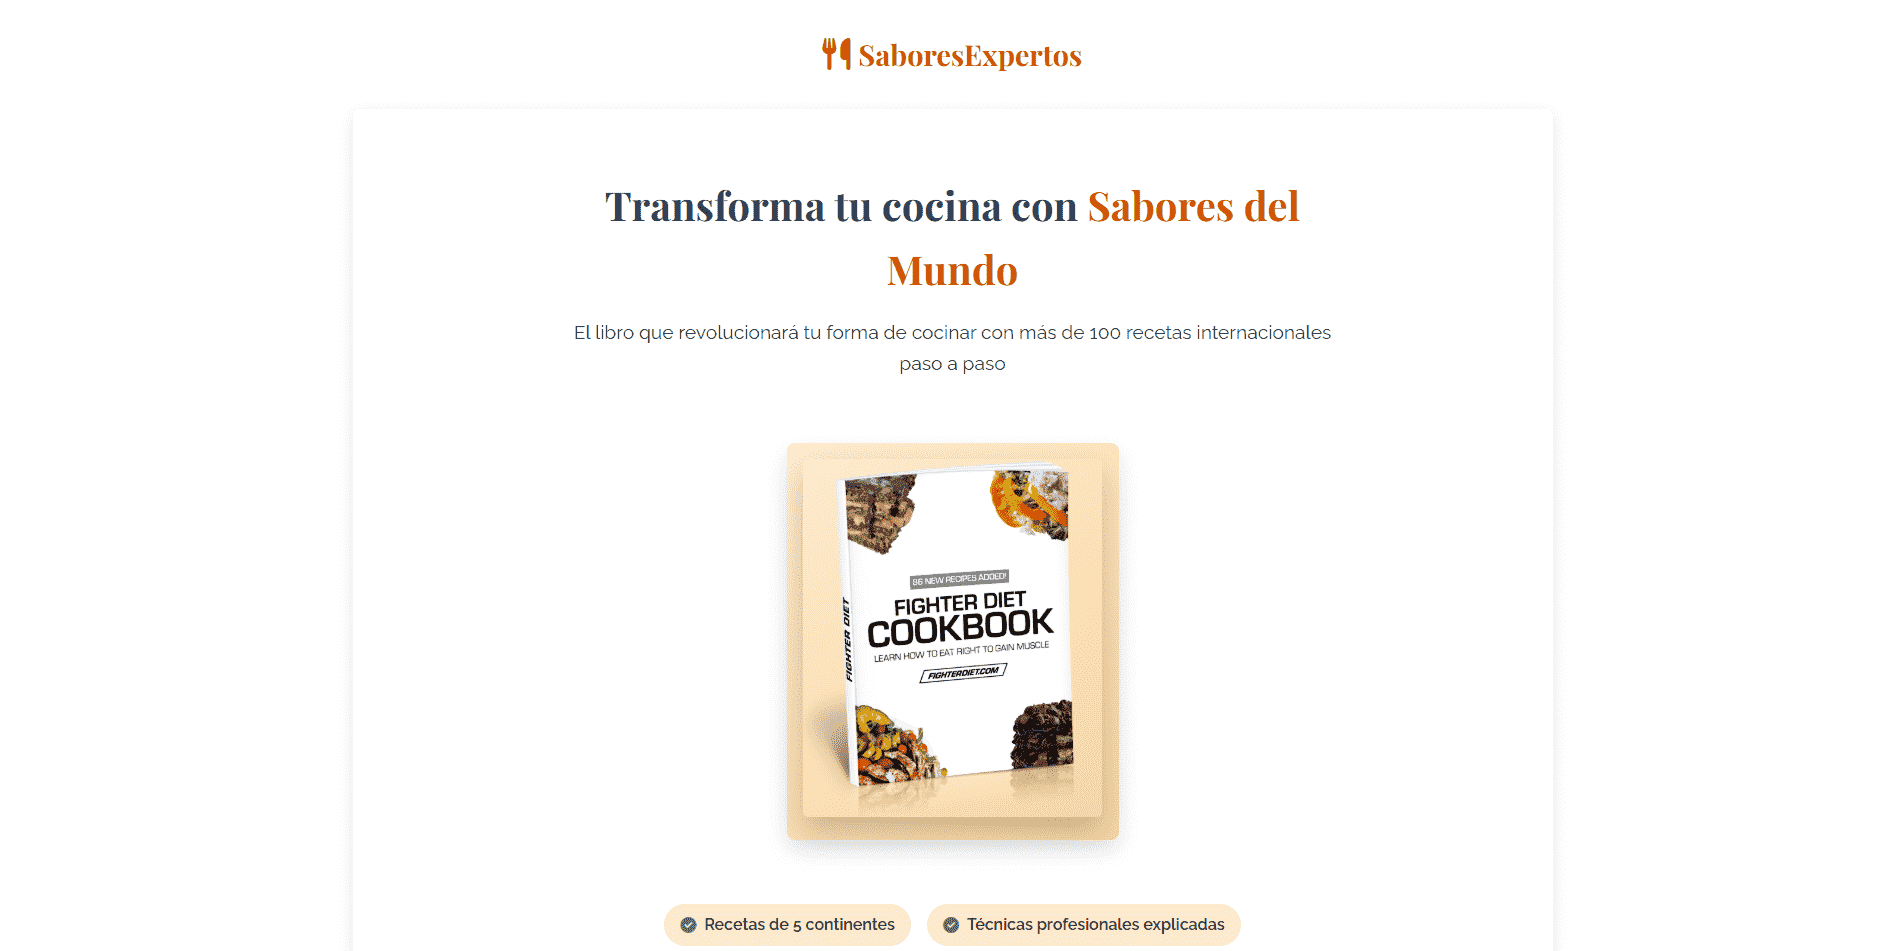 SaboresExpertos
Transforma tu cocina con Sabores del
Mundo
El libro que revolucionará tu forma de cocinar con más de 100 recetas internacionales
paso a paso
86 NEW RECIPES ADDED!
FIGHTER DIET
COOKBOOK
LEARN HOW TO EAT RIGHT TO GAIN MUSCLE
FIGHTERDIET.COM
FIGHTER DIET
Recetas de 5 continentes
Técnicas profesionales explicadas